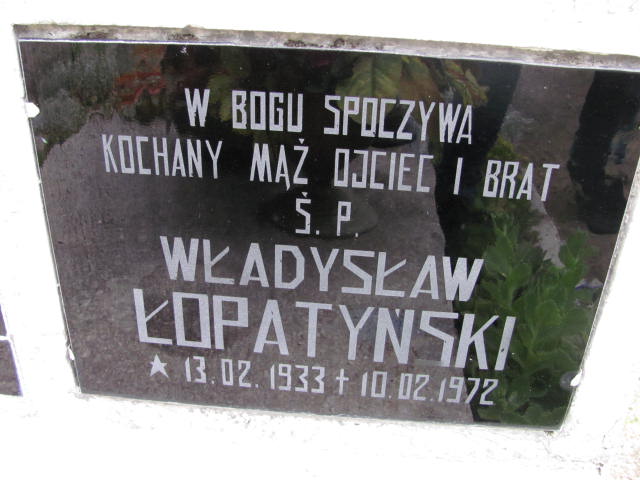 W BOGU SPOCZYWA
KOCHANY MĄŻ OJCIEC I BRAT
Ś. P.
WŁADYSŁAW
ŁOPATYŃSKI
★ 13.02.1933 † 10.02.1972